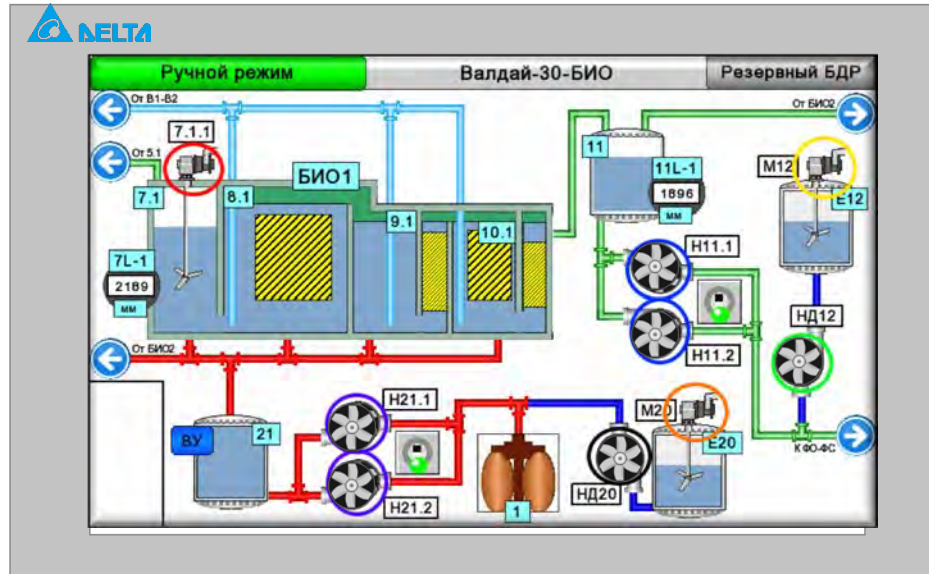 DELTA
Ручной режим
Валдай-30-БИО
Резервный БДР
От В1-В2
От БИО2
7.1.1
11
М12
От 5.1
БИО1
11L-1
7.1
8.1
1896
Е12
мм
9.1
10.1
Н11.1
7L-1
2189
мм
НД12
От БИО2
Н11.2
Н21.1
М20
ВУ
21
Е20
К ФО-ФС
НД20
Н21.2
1